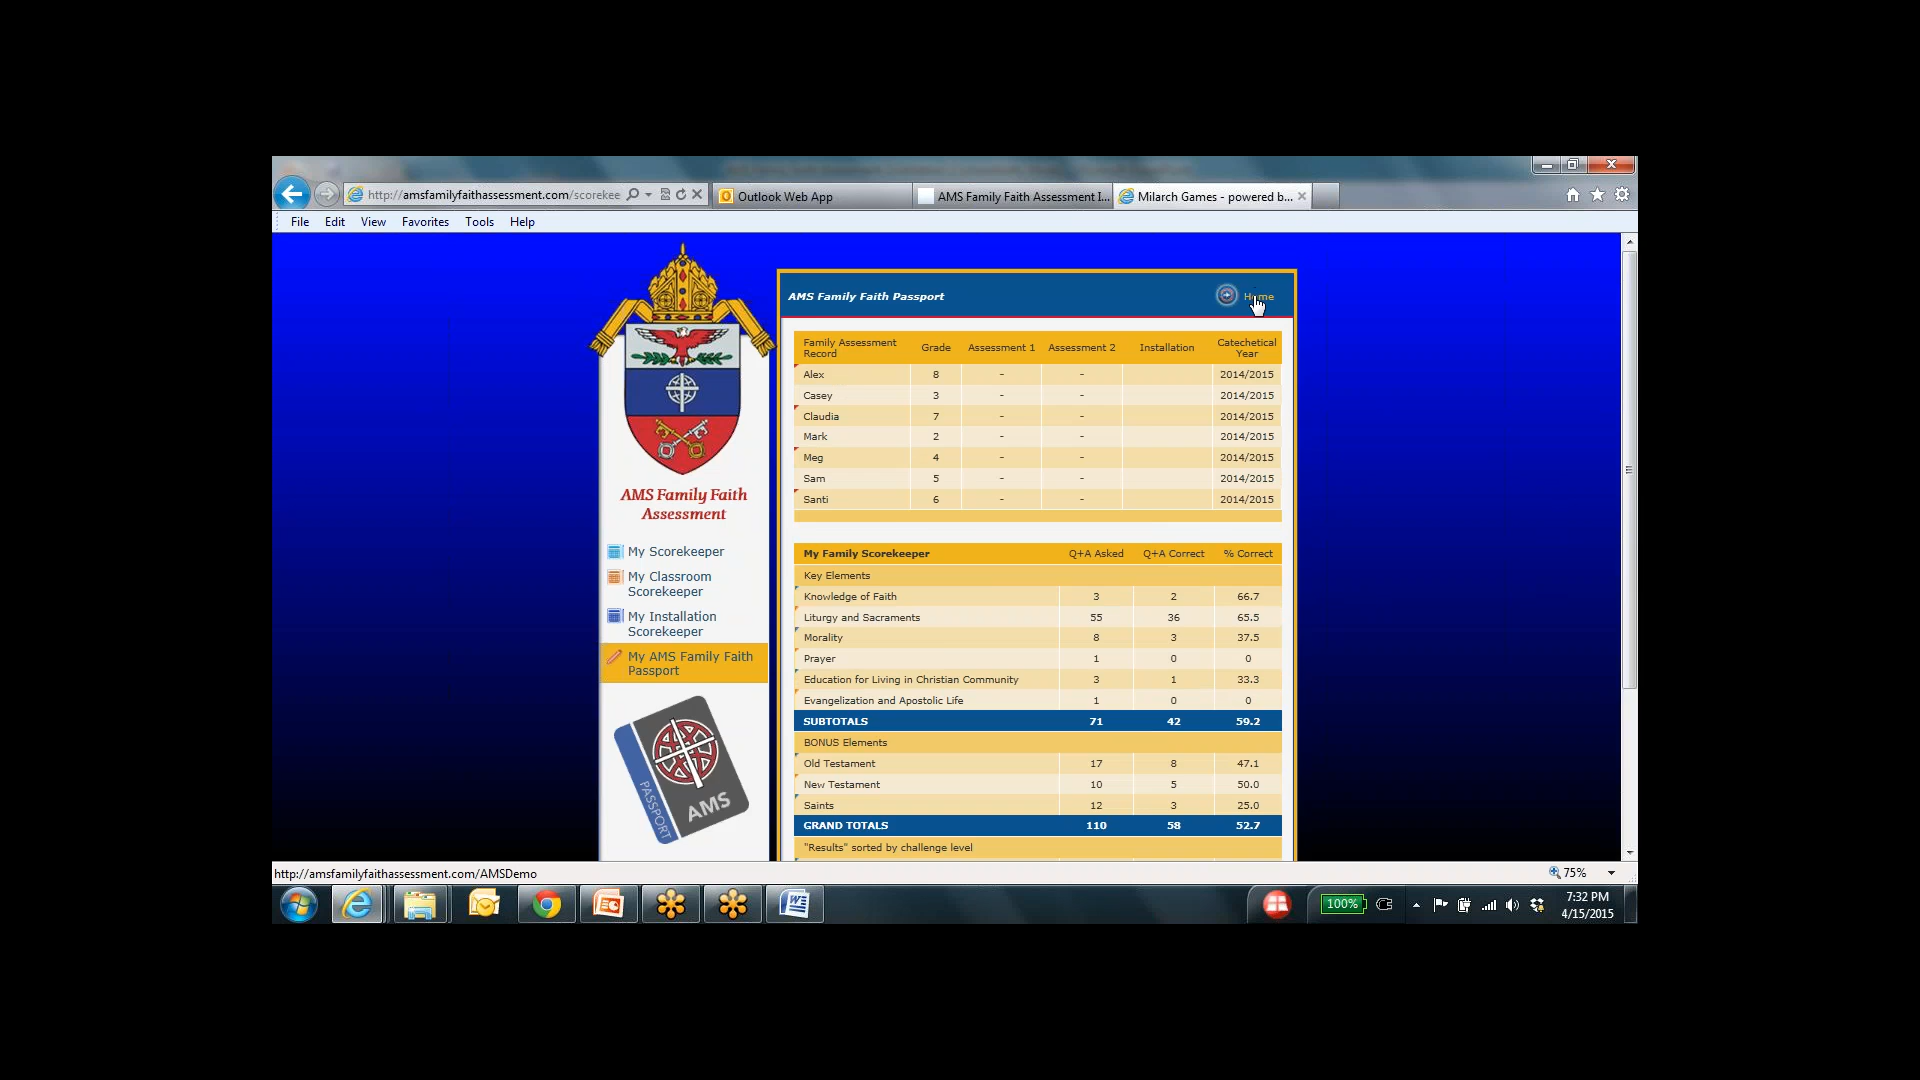 http://amsfamilyfaithassessment.com/scorekee
Outlook Web App
AMS Family Faith Assessment I...
Milarch Games - powered b...
File Edit View Favorites Tools Help
AMS Family Faith Passport
Home
Family Assessment Record Grade Assessment 1 Assessment 2 Installation Catechetical Year
Alex 8 - - 2014/2015
Casey 3 - - 2014/2015
Claudia 7 - - 2014/2015
Mark 2 - - 2014/2015
Meg 4 - - 2014/2015
Sam 5 - - 2014/2015
Santi 6 - - 2014/2015
AMS Family Faith
Assessment
My Scorekeeper
My Classroom
Scorekeeper
My Installation
Scorekeeper
My AMS Family Faith
Passport
PASSPORT
AMS
My Family Scorekeeper Q+A Asked Q+A Correct % Correct
Key Elements
Knowledge of Faith 3 2 66.7
Liturgy and Sacraments 55 36 65.5
Morality 8 3 37.5
Prayer 1 0 0
Education for Living in Christian Community 3 1 33.3
Evangelization and Apostolic Life 1 0 0
SUBTOTALS 71 42 59.2
BONUS Elements
Old Testament 17 8 47.1
New Testament 10 5 50.0
Saints 12 3 25.0
GRAND TOTALS 110 58 52.7
"Results" sorted by challenge level
http://amsfamilyfaithassessment.com/AMSDemo
75%
100%
7:32 PM
4/15/2015